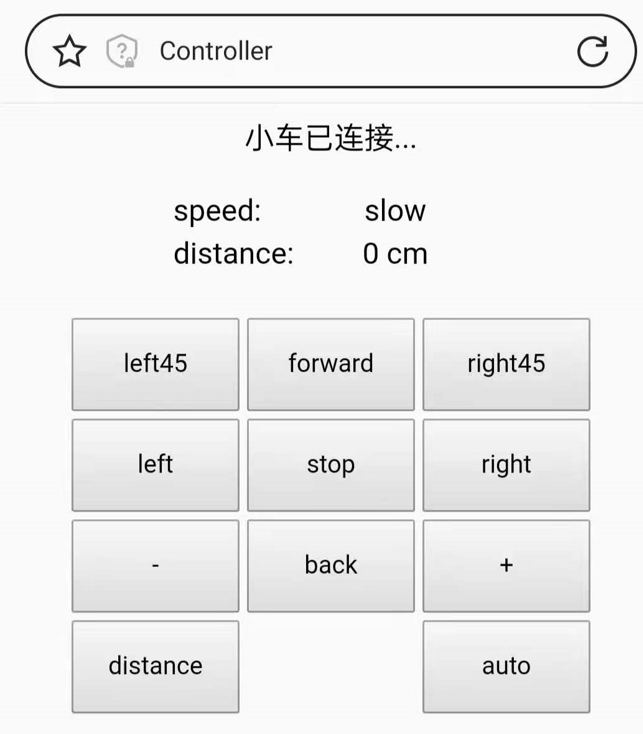 Controller
小车已连接...
speed: slow
distance: 0 cm
left45 forward right45
left stop right
- back +
distance auto